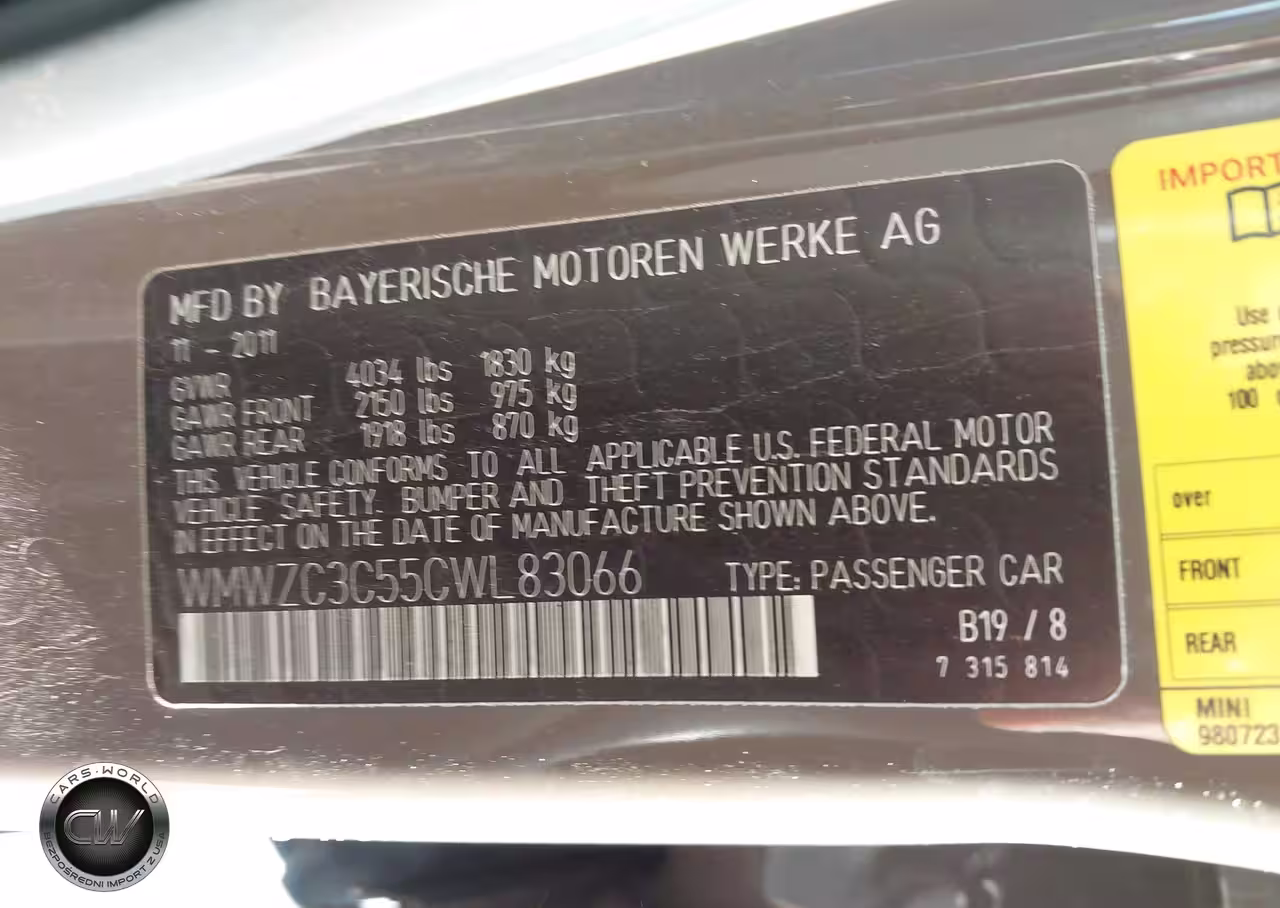 MFD BY BAYERISCHE MOTOREN WERKE AG
11 - 2011
GVWR 4034 lbs 1830 kg
GAWR FRONT 2150 lbs 975 kg
GAWR REAR 1918 lbs 870 kg
THIS VEHICLE CONFORMS TO ALL APPLICABLE U.S. FEDERAL MOTOR
VEHICLE SAFETY. BUMPER AND THEFT PREVENTION STANDARDS
IN EFFECT ON THE DATE OF MANUFACTURE SHOWN ABOVE.
WMWZC3C55CWL83066 TYPE: PASSENGER CAR
B19 / 8
7 315 814
IMPORT
Use
pressur
abo
100
over
FRONT
REAR
MINI
980723
CARS·WORLD
CW
BEZPOŚREDNI IMPORT Z USA